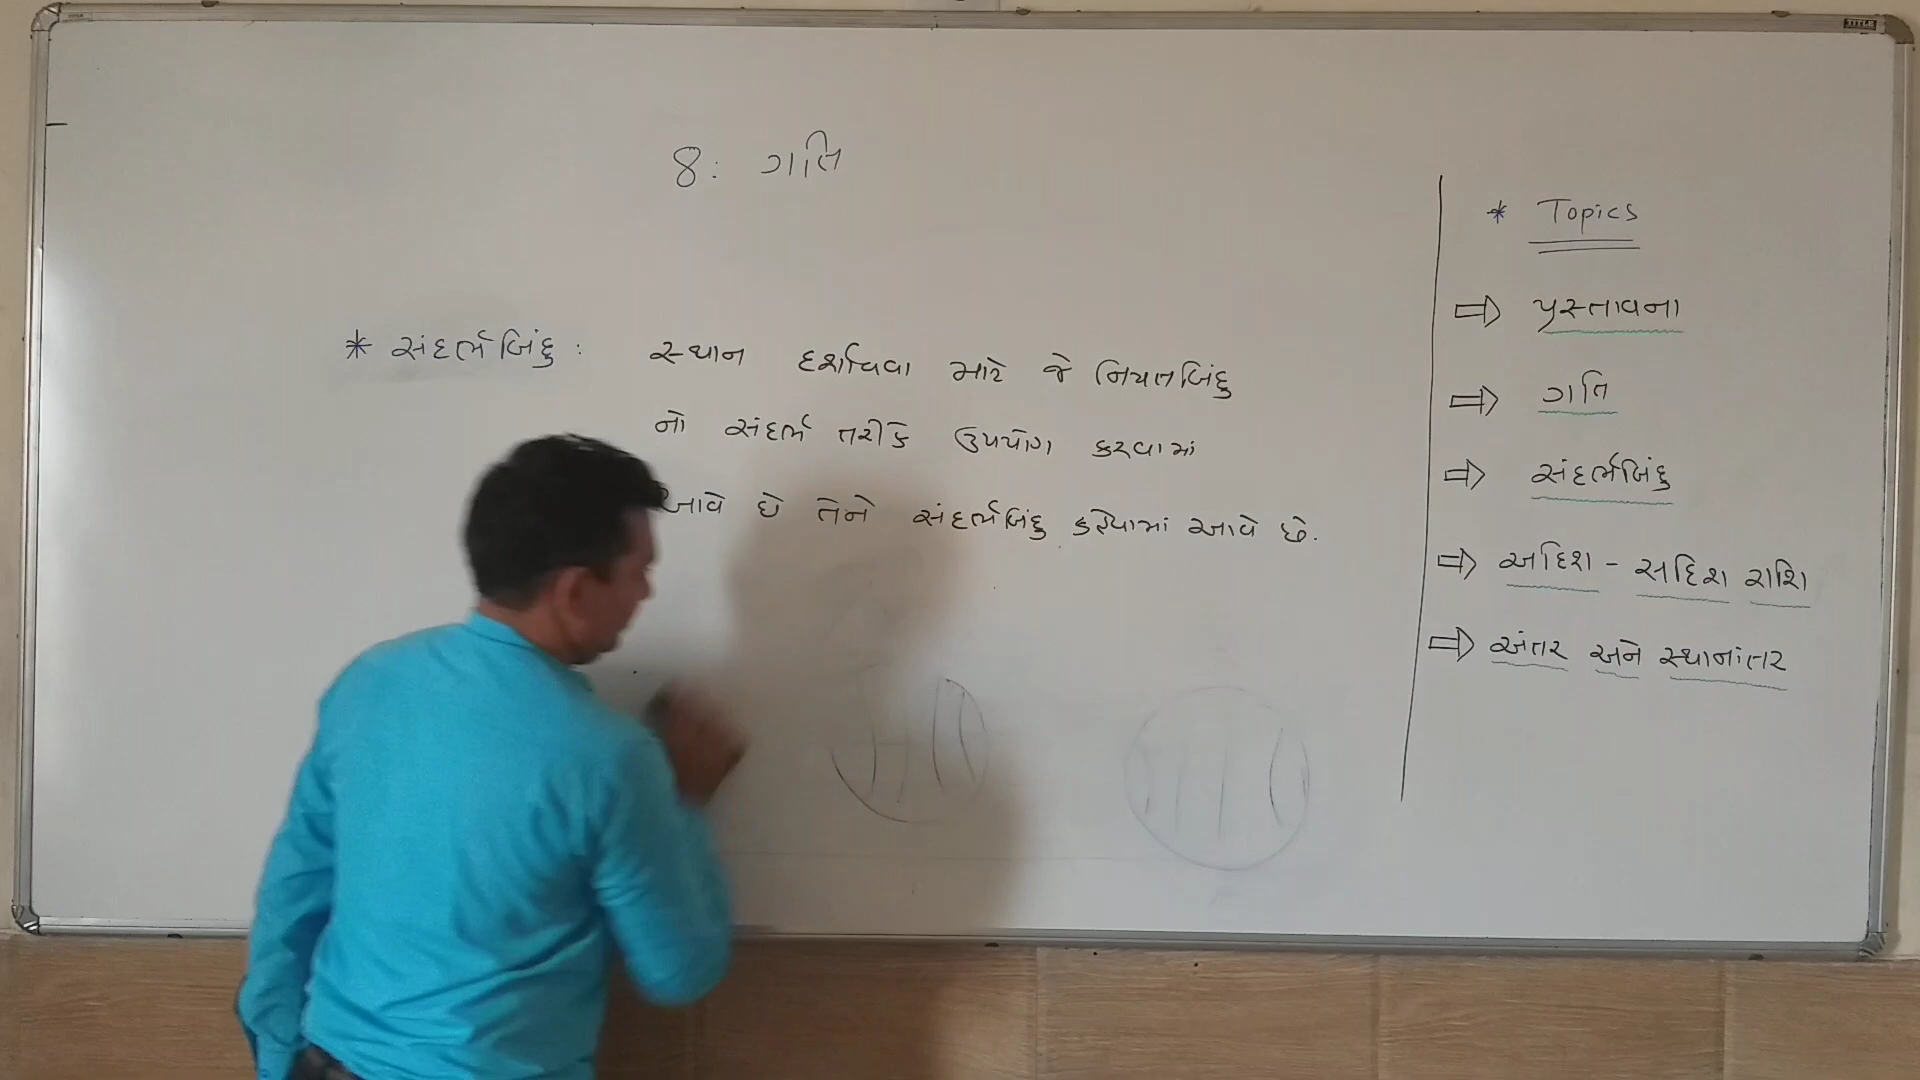 8: ગતિ
* સંદર્ભબિંદુ : સ્થાન દર્શાવવા માટે જે નિયતબિંદુ
નો સંદર્ભ તરીકે ઉપયોગ કરવામાં
આવે છે તેને સંદર્ભબિંદુ કહેવામાં આવે છે.
* Topics
⇒ પ્રસ્તાવના
⇒ ગતિ
⇒ સંદર્ભબિંદુ
⇒ અદિશ - સદિશ રાશિ
⇒ અંતર અને સ્થાનાંતર
TITLE